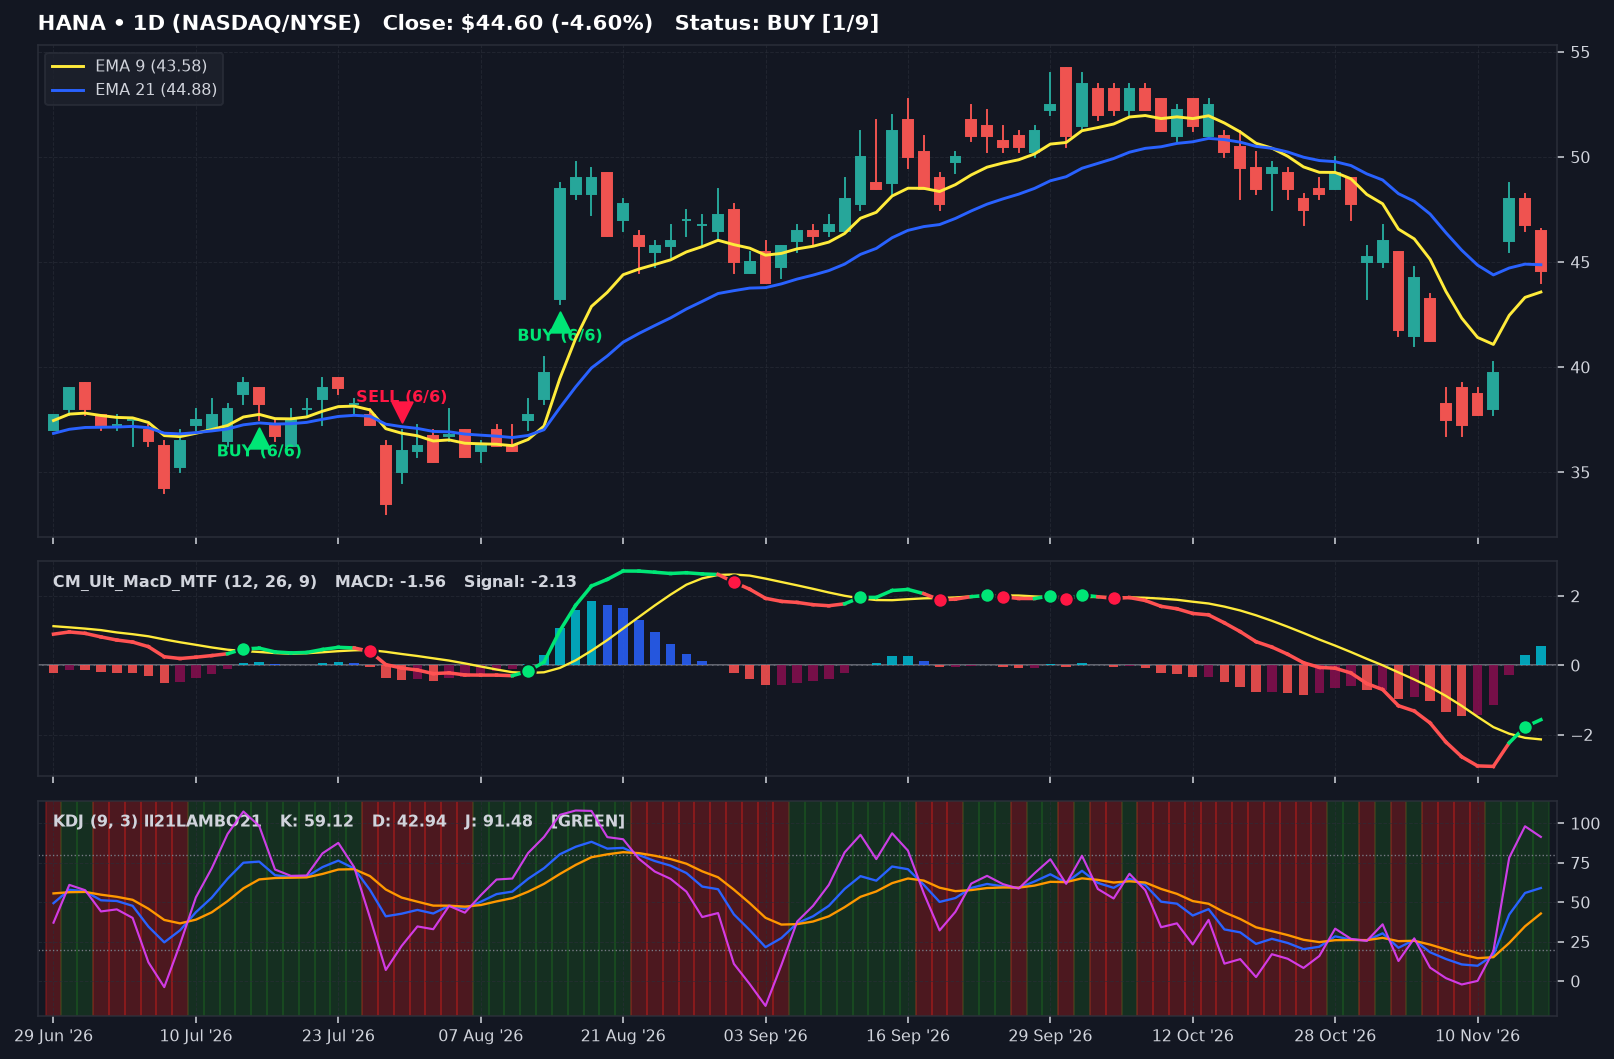 HANA • 1D (NASDAQ/NYSE)   Close: $44.60 (-4.60%)   Status: BUY [1/9]
EMA 9 (43.58)
EMA 21 (44.88)
55
50
45
40
35
BUY (6/6)
SELL (6/6)
BUY (6/6)
CM_Ult_MacD_MTF (12, 26, 9)   MACD: -1.56   Signal: -2.13
2
0
−2
KDJ (9, 3) II21LAMBO21   K: 59.12   D: 42.94   J: 91.48   [GREEN]
100
75
50
25
0
29 Jun '26
10 Jul '26
23 Jul '26
07 Aug '26
21 Aug '26
03 Sep '26
16 Sep '26
29 Sep '26
12 Oct '26
28 Oct '26
10 Nov '26